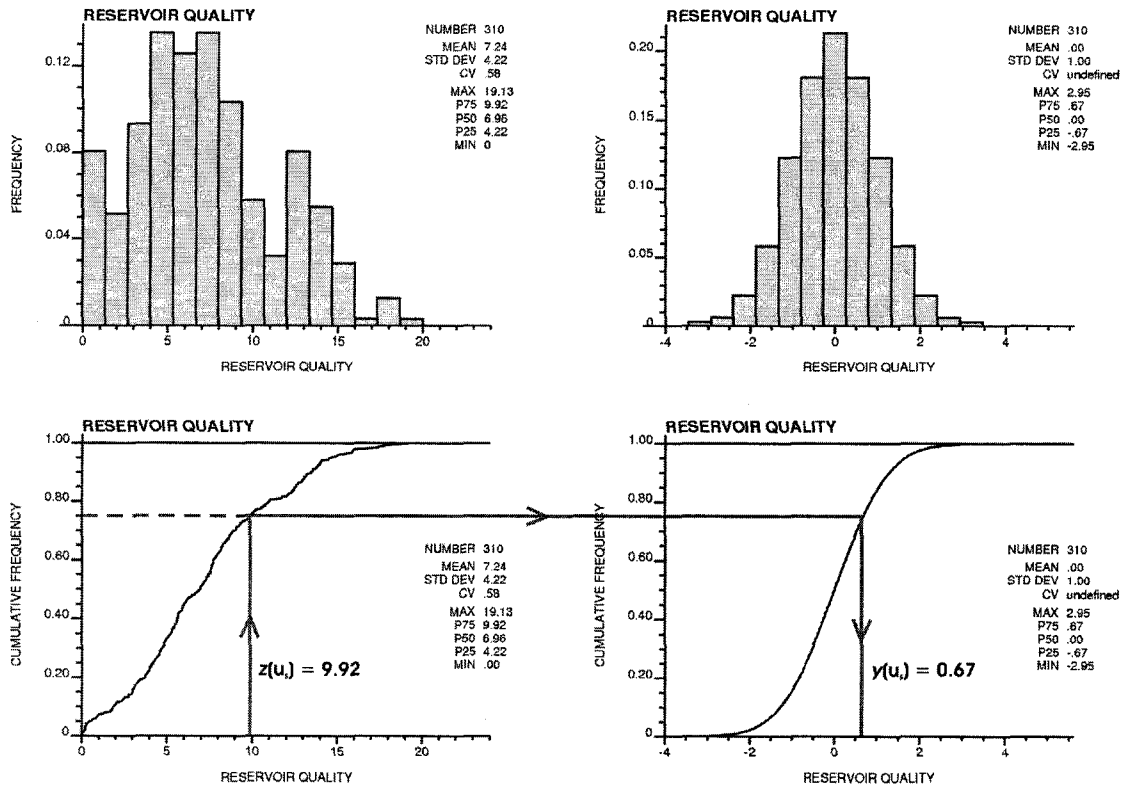 RESERVOIR QUALITY
NUMBER 310
MEAN 7.24
STD DEV 4.22
CV .58
MAX 19.13
P75 9.92
P50 6.96
P25 4.22
MIN 0
FREQUENCY
0.12
0.08
0.04
0
0 5 10 15 20
RESERVOIR QUALITY
RESERVOIR QUALITY
NUMBER 310
MEAN .00
STD DEV 1.00
CV undefined
MAX 2.95
P75 .67
P50 .00
P25 -.67
MIN -2.95
FREQUENCY
0.20
0.15
0.10
0.05
0
-4 -2 0 2 4
RESERVOIR QUALITY
RESERVOIR QUALITY
CUMULATIVE FREQUENCY
1.00
0.80
0.60
0.40
0.20
0
NUMBER 310
MEAN 7.24
STD DEV 4.22
CV .58
MAX 19.13
P75 9.92
P50 6.96
P25 4.22
MIN .00
z(uᵢ) = 9.92
0 5 10 15 20
RESERVOIR QUALITY
RESERVOIR QUALITY
CUMULATIVE FREQUENCY
1.00
0.80
0.60
0.40
0.20
0
NUMBER 310
MEAN .00
STD DEV 1.00
CV undefined
MAX 2.95
P75 .67
P50 .00
P25 -.67
MIN -2.95
y(uᵢ) = 0.67
-4 -2 0 2 4
RESERVOIR QUALITY